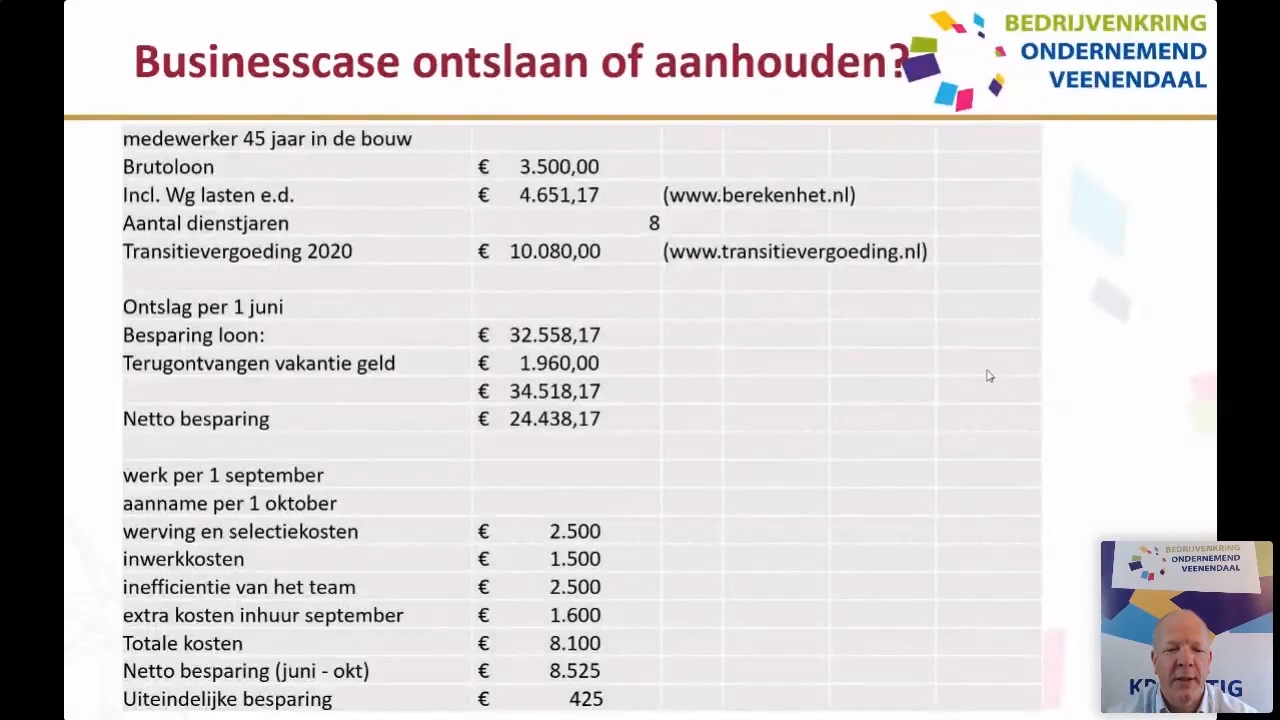 Businesscase ontslaan of aanhouden?
BEDRIJVENKRING
ONDERNEMEND
VEENENDAAL
medewerker 45 jaar in de bouw
Brutoloon € 3.500,00
Incl. Wg lasten e.d. € 4.651,17 (www.berekenhet.nl)
Aantal dienstjaren 8
Transitievergoeding 2020 € 10.080,00 (www.transitievergoeding.nl)
Ontslag per 1 juni
Besparing loon: € 32.558,17
Terugontvangen vakantie geld € 1.960,00
€ 34.518,17
Netto besparing € 24.438,17
werk per 1 september
aanname per 1 oktober
werving en selectiekosten € 2.500
inwerkkosten € 1.500
inefficientie van het team € 2.500
extra kosten inhuur september € 1.600
Totale kosten € 8.100
Netto besparing (juni - okt) € 8.525
Uiteindelijke besparing € 425
BEDRIJVENKRING
ONDERNEMEND
VEENENDAAL